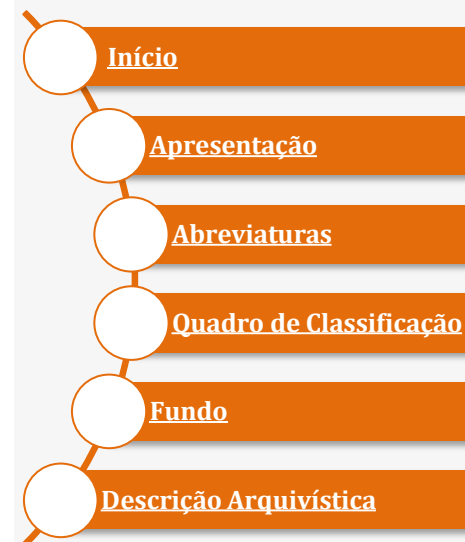 Início
Apresentação
Abreviaturas
Quadro de Classificação
Fundo
Descrição Arquivística